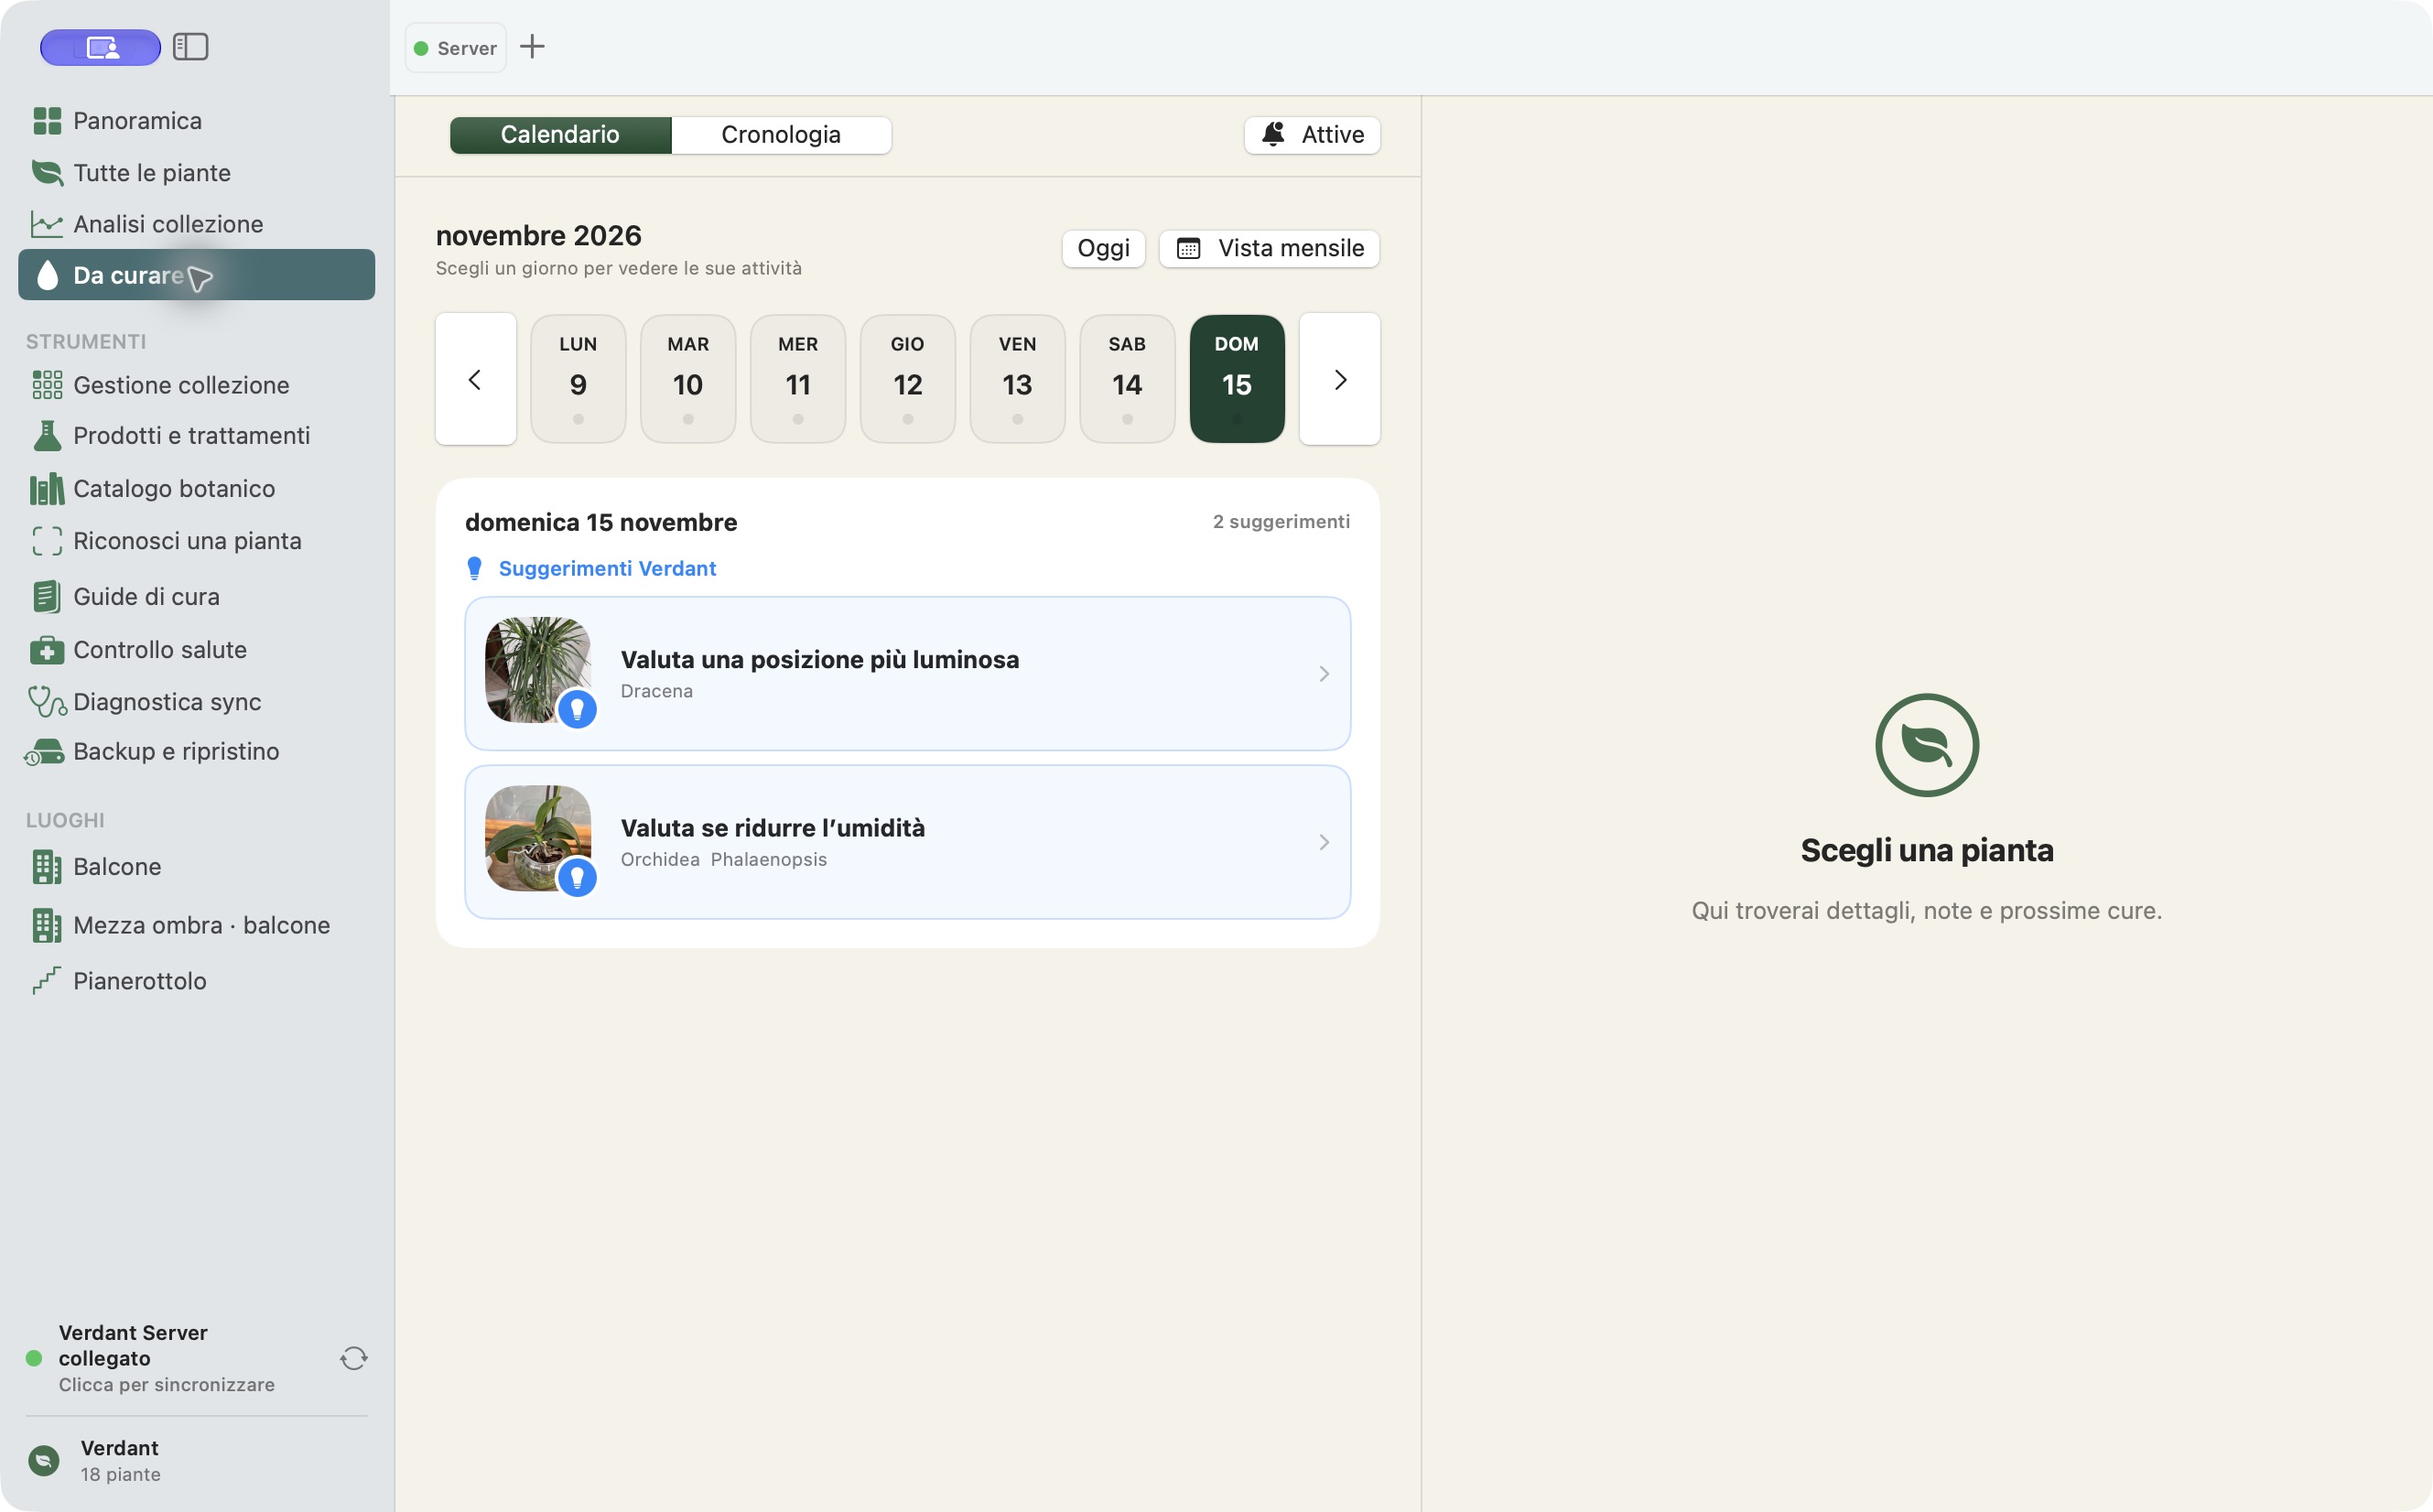 Server
Panoramica
Tutte le piante
Analisi collezione
Da curare
STRUMENTI
Gestione collezione
Prodotti e trattamenti
Catalogo botanico
Riconosci una pianta
Guide di cura
Controllo salute
Diagnostica sync
Backup e ripristino
LUOGHI
Balcone
Mezza ombra · balcone
Pianerottolo
Verdant Server
collegato
Clicca per sincronizzare
Verdant
18 piante
Calendario Cronologia Attive
novembre 2026
Scegli un giorno per vedere le sue attività
Oggi Vista mensile
LUN MAR MER GIO VEN SAB DOM
9 10 11 12 13 14 15
domenica 15 novembre 2 suggerimenti
Suggerimenti Verdant
Valuta una posizione più luminosa
Dracena
Valuta se ridurre l’umidità
Orchidea Phalaenopsis
Scegli una pianta
Qui troverai dettagli, note e prossime cure.